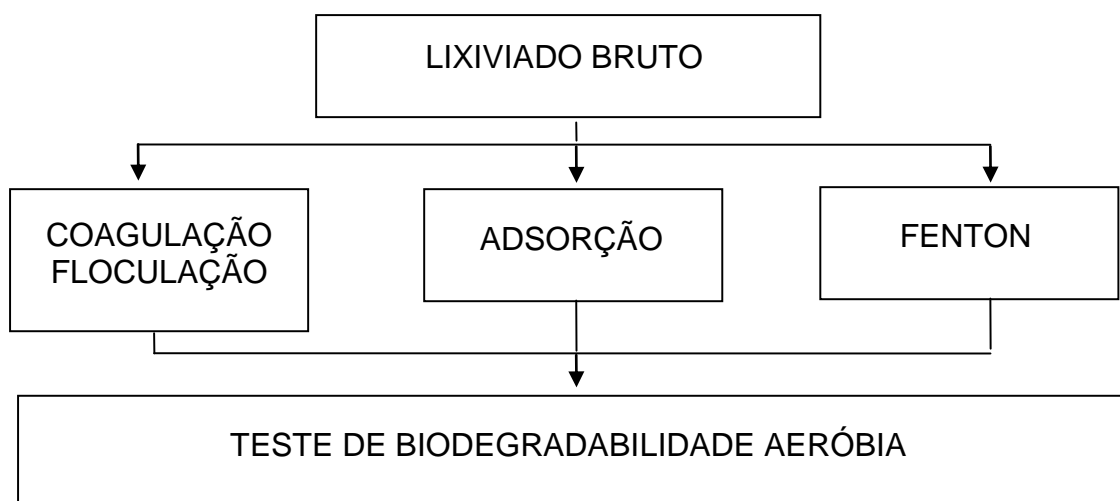 LIXIVIADO BRUTO
COAGULAÇÃO
FLOCULAÇÃO
ADSORÇÃO
FENTON
TESTE DE BIODEGRADABILIDADE AERÓBIA